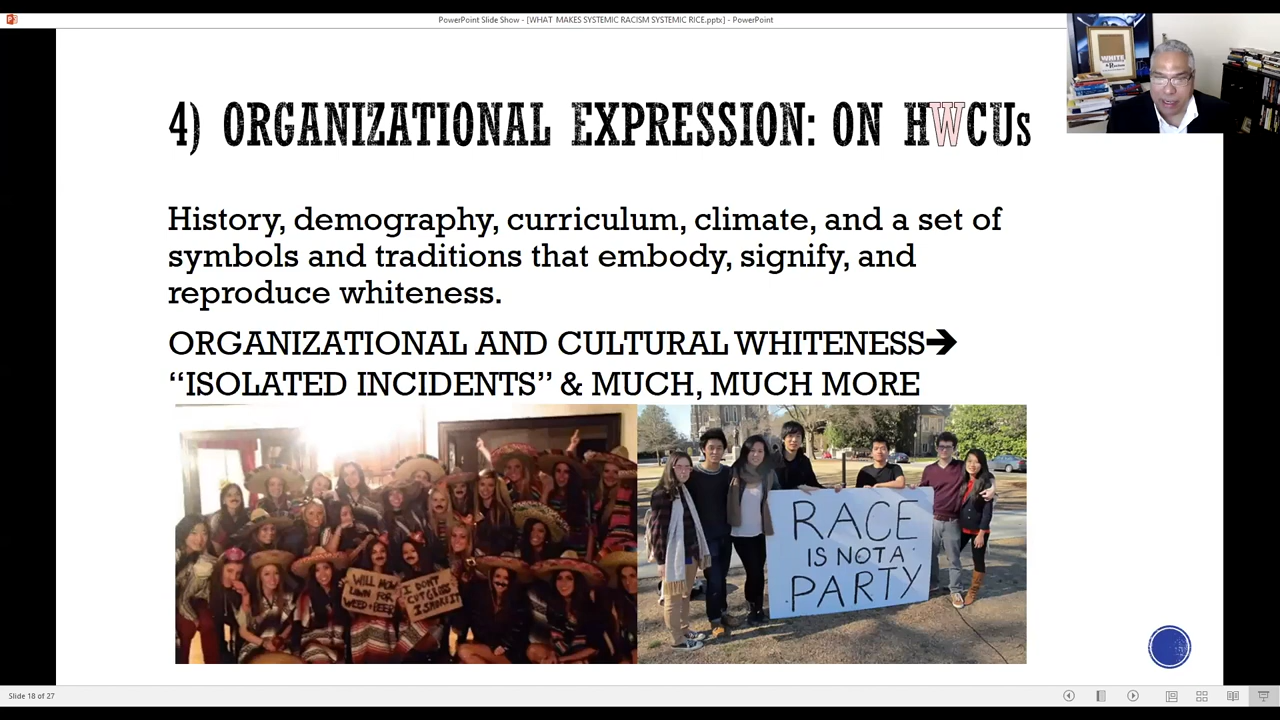 PowerPoint Slide Show - [WHAT MAKES SYSTEMIC RACISM SYSTEMIC RICE.pptx] - PowerPoint
WHITE
4) ORGANIZATIONAL EXPRESSION: ON HWCUs
History, demography, curriculum, climate, and a set of
symbols and traditions that embody, signify, and
reproduce whiteness.
ORGANIZATIONAL AND CULTURAL WHITENESS➔
“ISOLATED INCIDENTS” & MUCH, MUCH MORE
WILL MOW
LAWN FOR
WEED + BEER
I DON'T
CUT GRASS
I SMOKE IT
RACE
IS NOT A
PARTY
Slide 18 of 27